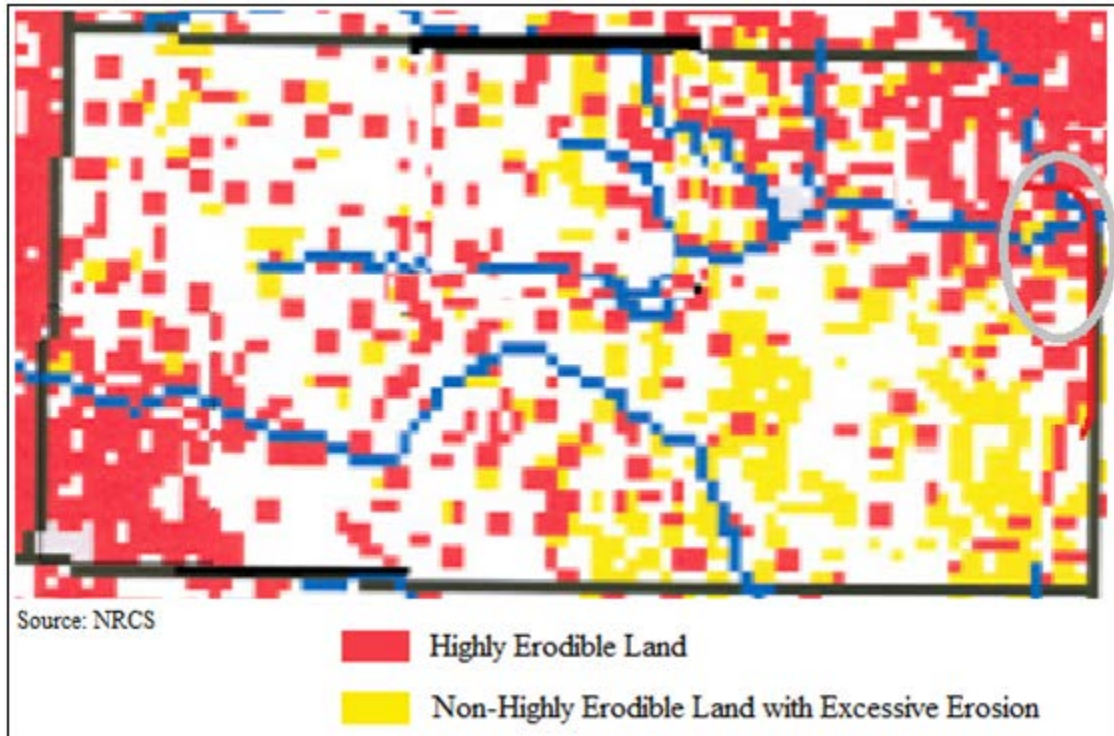 Source: NRCS
Highly Erodible Land
Non-Highly Erodible Land with Excessive Erosion